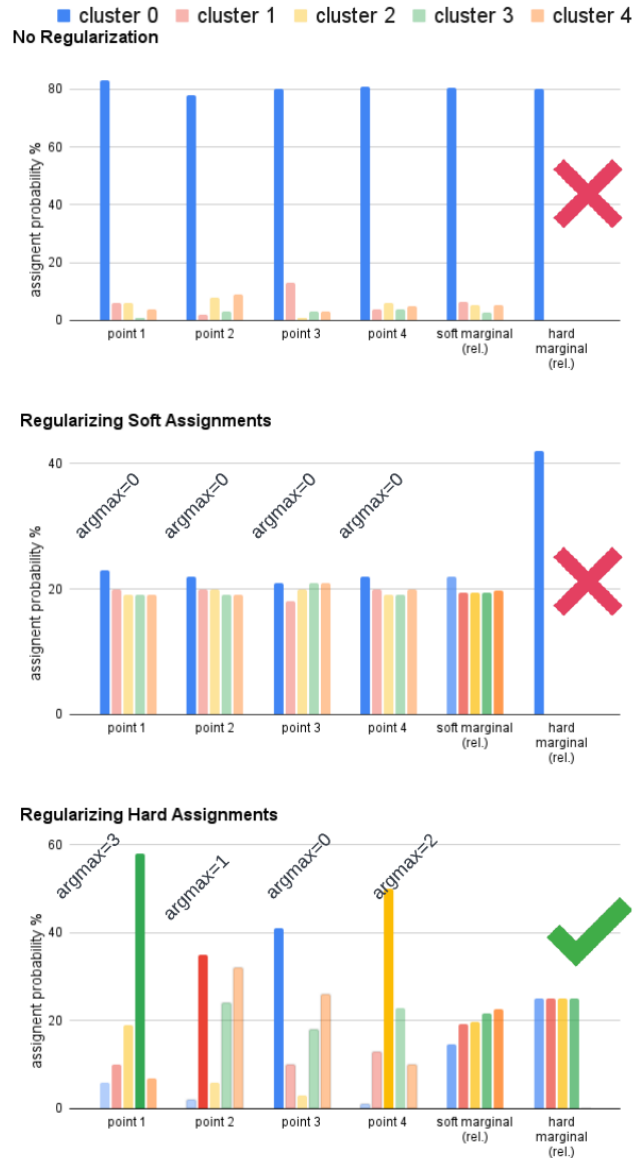 cluster 0 cluster 1 cluster 2 cluster 3 cluster 4
No Regularization
assignent probability %
80
60
40
20
0
point 1 point 2 point 3 point 4 soft marginal (rel.) hard marginal (rel.)
Regularizing Soft Assignments
assignent probability %
40
20
0
argmax=0 argmax=0 argmax=0 argmax=0
point 1 point 2 point 3 point 4 soft marginal (rel.) hard marginal (rel.)
Regularizing Hard Assignments
assignent probability %
60
40
20
0
argmax=3 argmax=1 argmax=0 argmax=2
point 1 point 2 point 3 point 4 soft marginal (rel.) hard marginal (rel.)